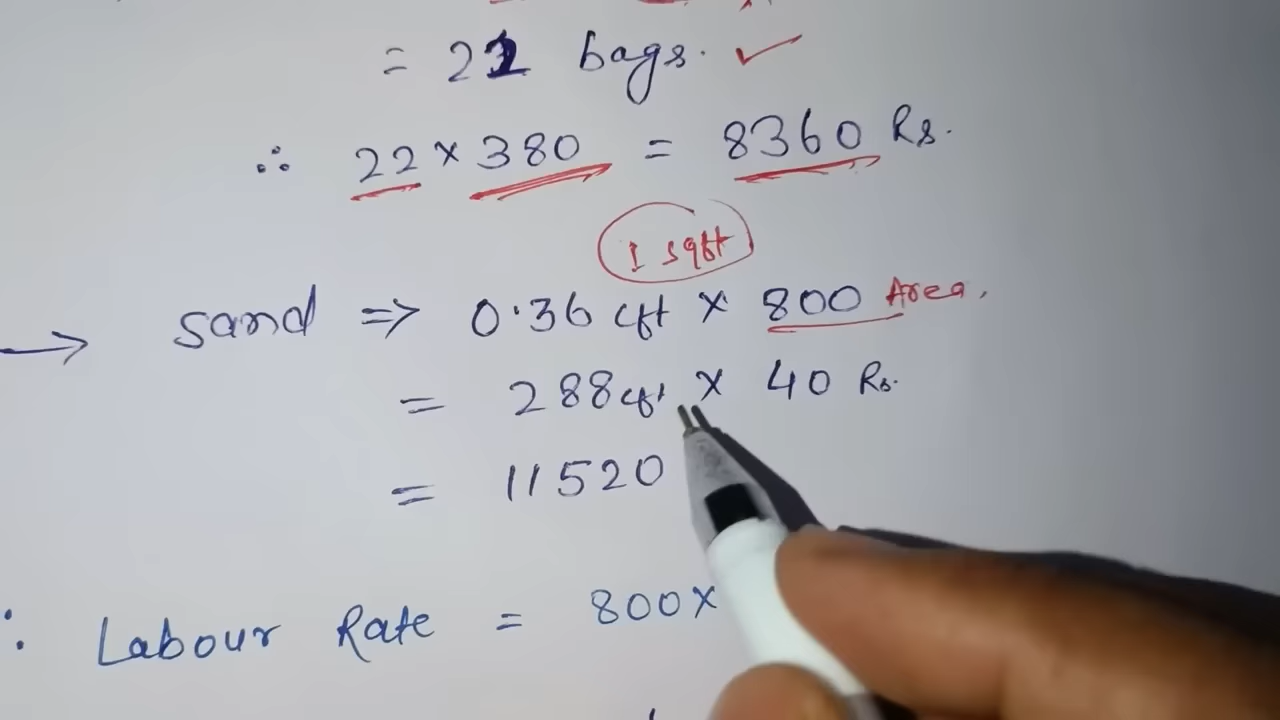 = 22 bags.
∴ 22 × 380 = 8360 Rs.
1 sqft
Sand ⇒ 0.36 cft × 800 Area.
= 288 cft × 40 Rs.
= 11520
∴ Labour Rate = 800 ×